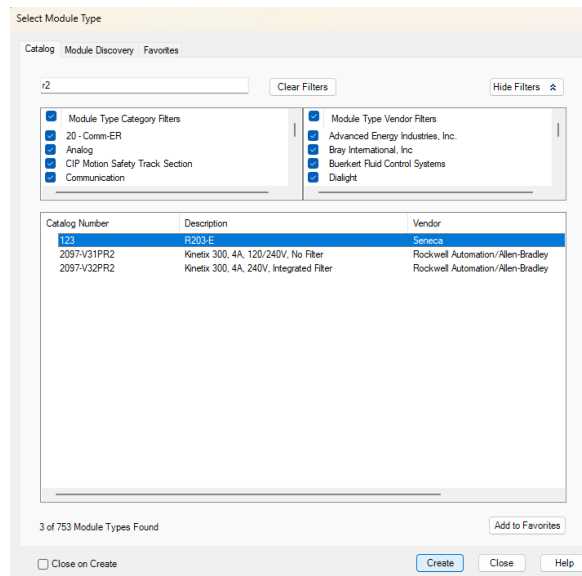 Select Module Type
Catalog Module Discovery Favorites
r2 Clear Filters Hide Filters
Module Type Category Filters
20 - Comm-ER
Analog
CIP Motion Safety Track Section
Communication
Module Type Vendor Filters
Advanced Energy Industries, Inc.
Bray International, Inc
Buerkert Fluid Control Systems
Dialight
Catalog Number Description Vendor
123 R203-E Seneca
2097-V31PR2 Kinetix 300, 4A, 120/240V, No Filter Rockwell Automation/Allen-Bradley
2097-V32PR2 Kinetix 300, 4A, 240V, Integrated Filter Rockwell Automation/Allen-Bradley
3 of 753 Module Types Found Add to Favorites
Close on Create Create Close Help